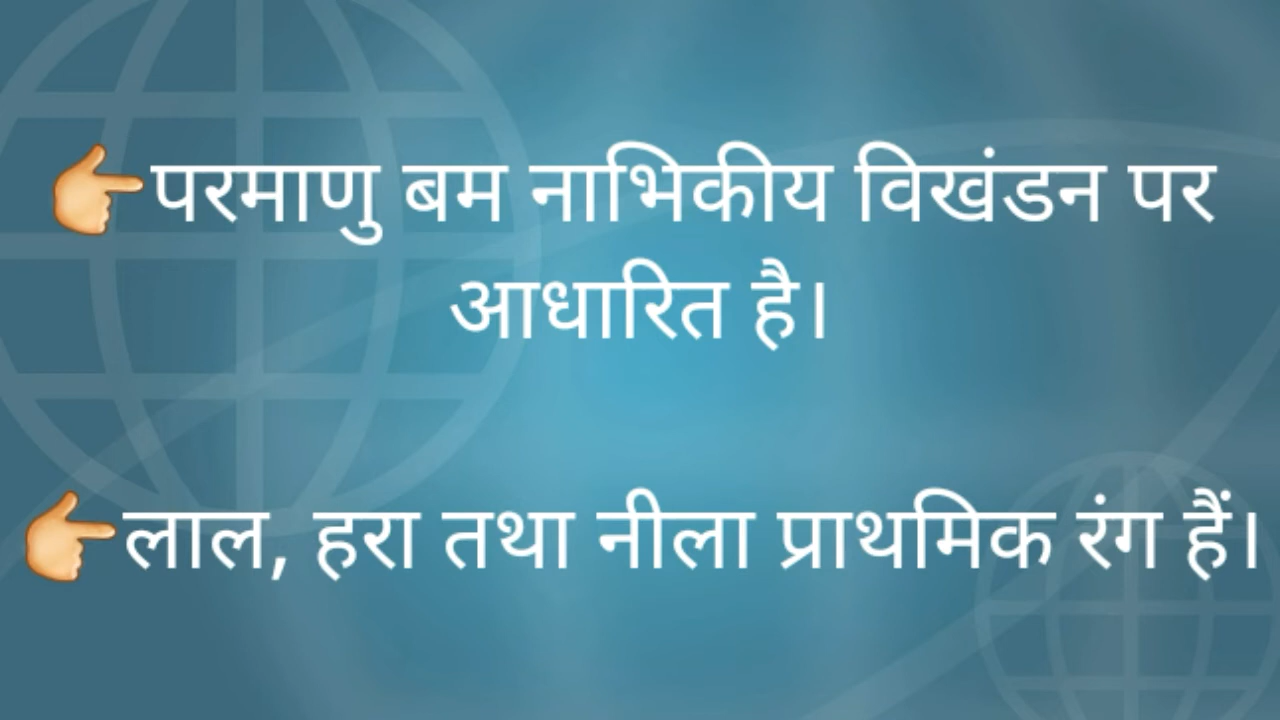 👉परमाणु बम नाभिकीय विखंडन पर
आधारित है।
👉लाल, हरा तथा नीला प्राथमिक रंग हैं।